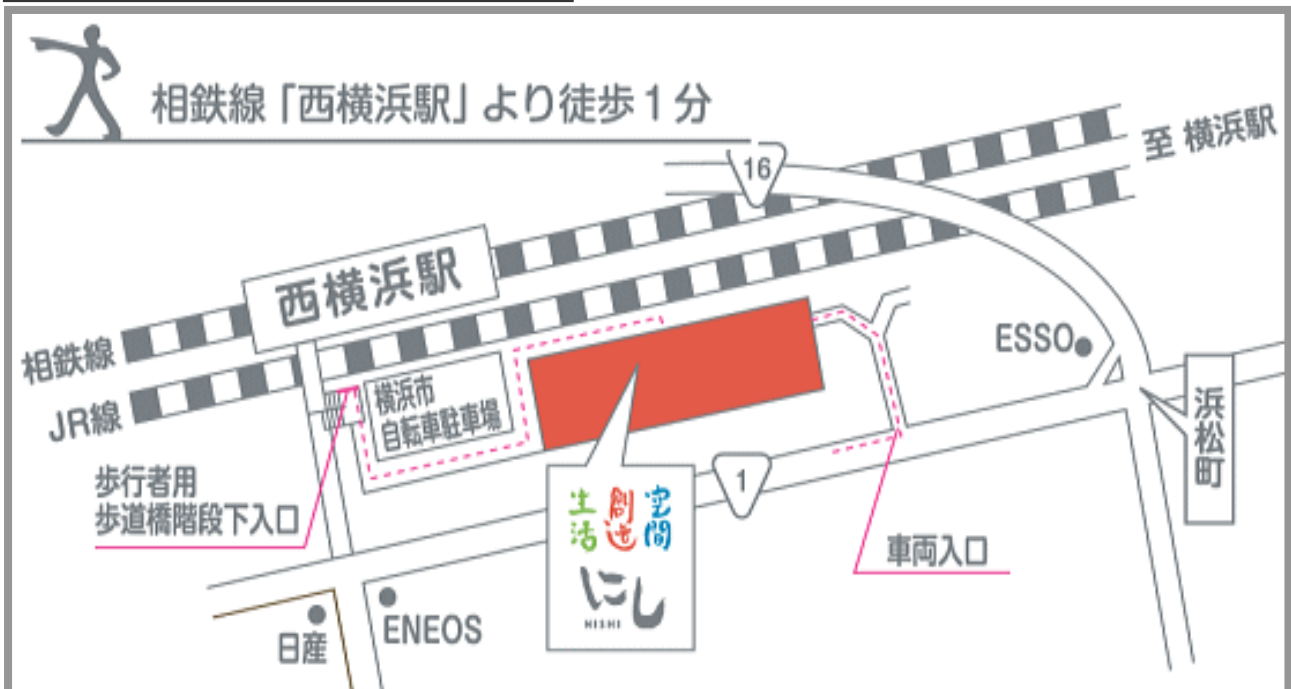 相鉄線「西横浜駅」より徒歩1分
至 横浜駅
16
西横浜駅
相鉄線
JR線
ESSO
横浜市
自転車駐車場
浜松町
歩行者用
歩道橋階段下入口
1
生活
創造
空間
にし
NISHI
車両入口
日産
ENEOS